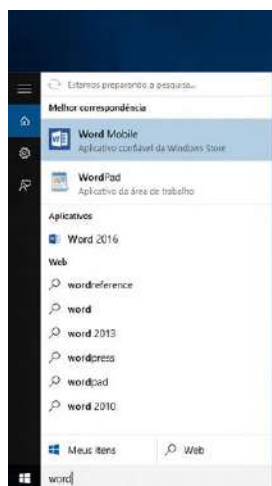 Estamos preparando a pesquisa...
Melhor correspondência
Word Mobile
Aplicativo confiável da Windows Store
WordPad
Aplicativo da área de trabalho
Aplicativos
Word 2016
Web
wordreference
word
word 2013
wordpress
wordpad
word 2010
Meus itens
Web
word